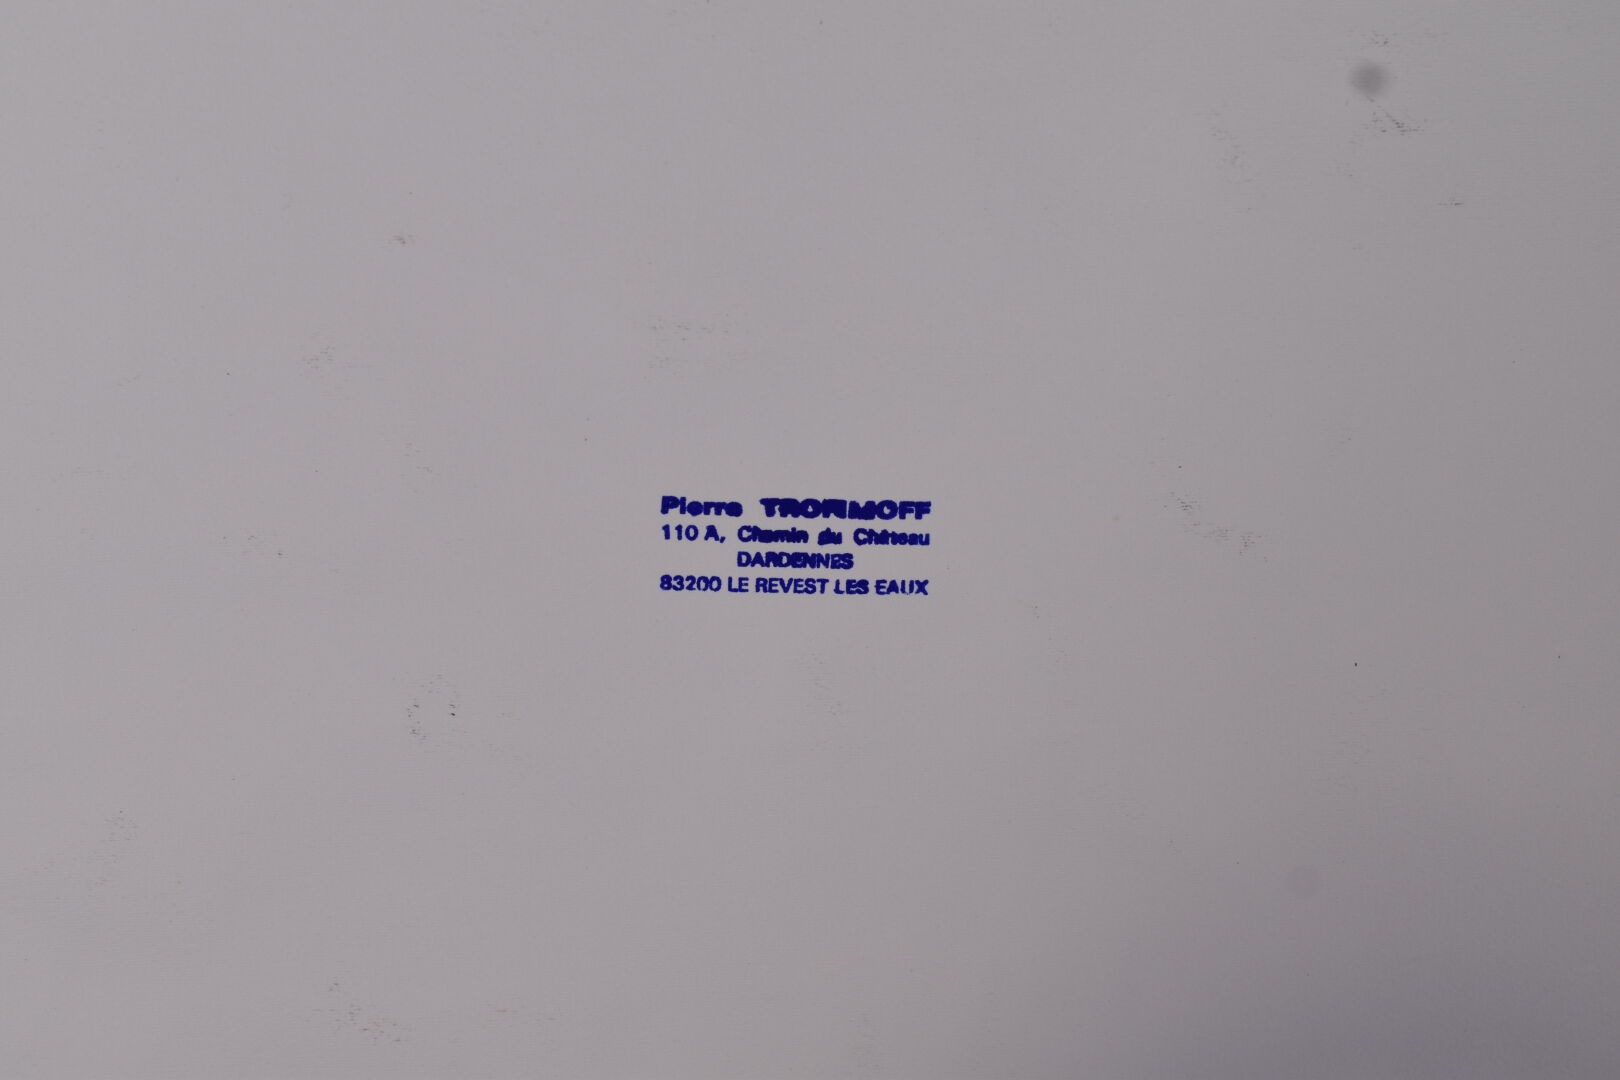 Pierre TROFIMOFF
110 A, Chemin du Château
DARDENNES
83200 LE REVEST LES EAUX